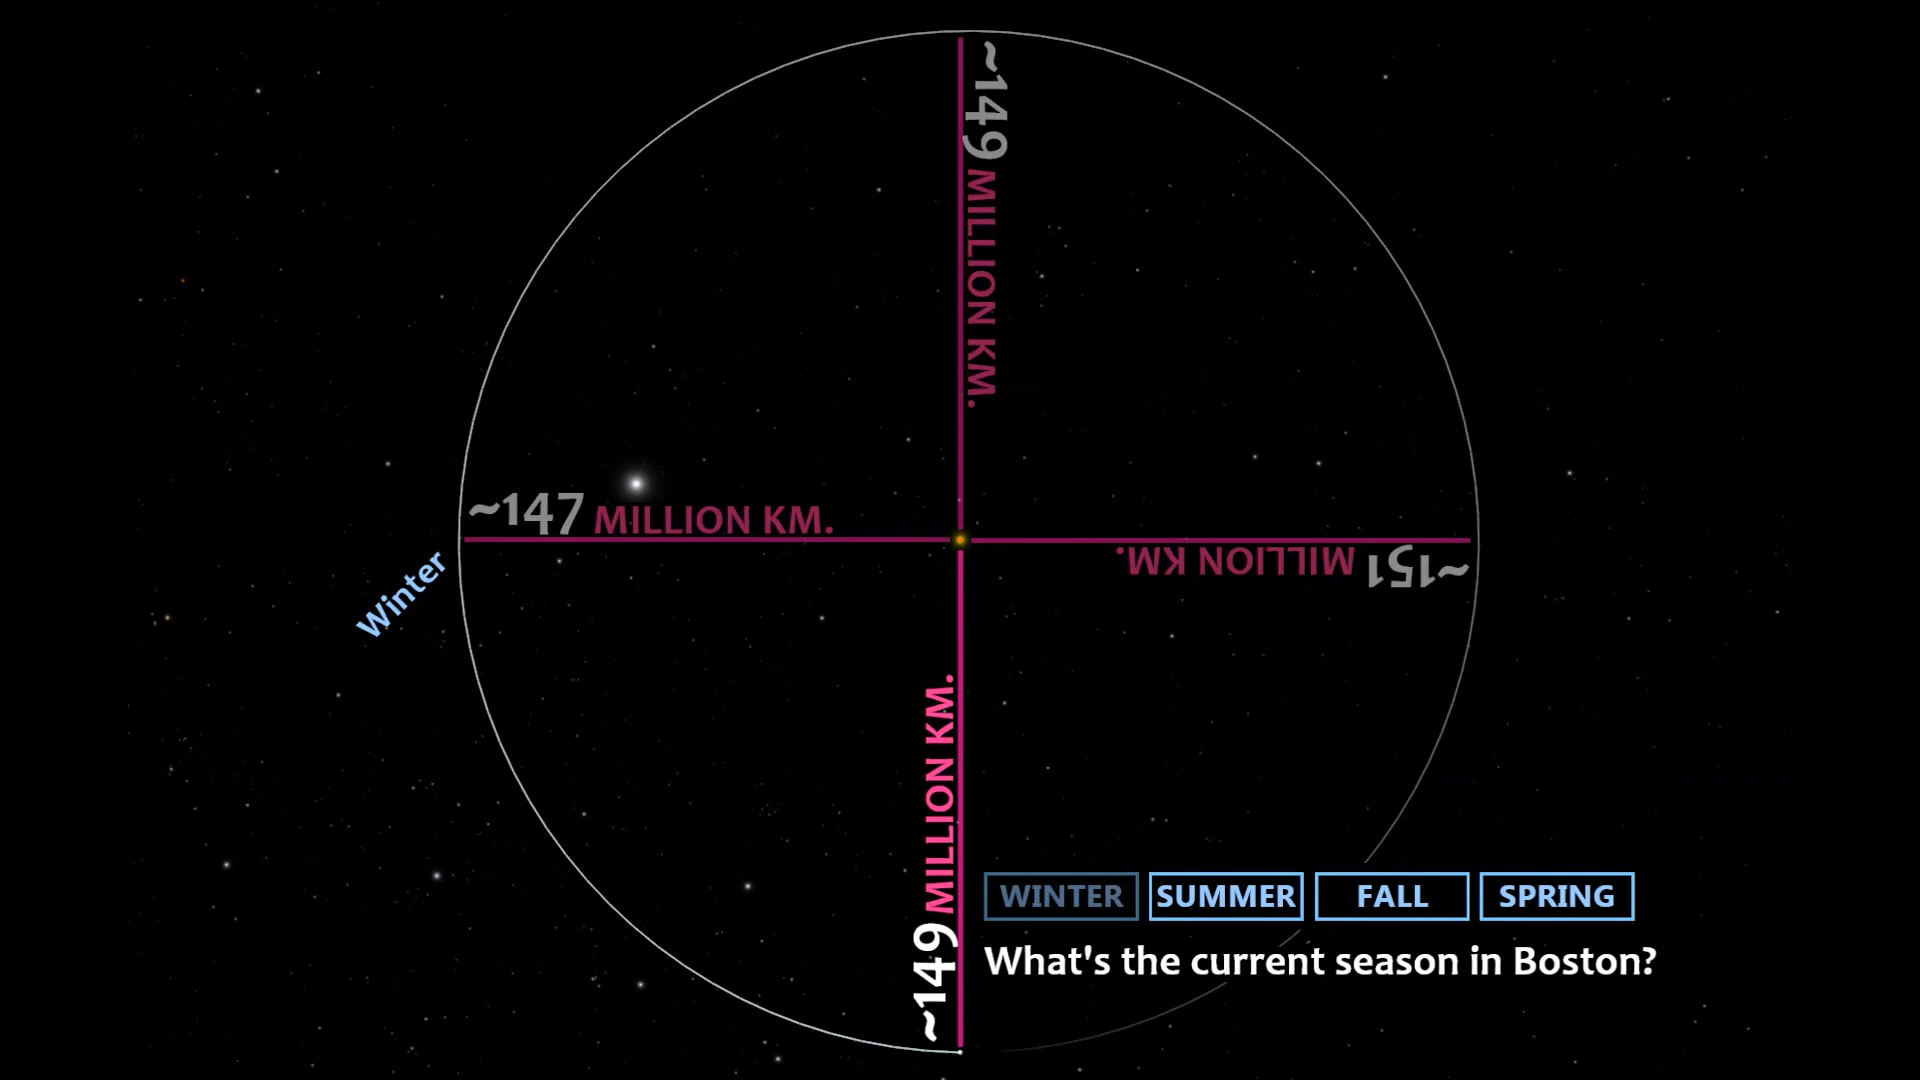 ~149 MILLION KM.
~147 MILLION KM.
~151 MILLION KM.
Winter
~149 MILLION KM.
WINTER SUMMER FALL SPRING
What's the current season in Boston?